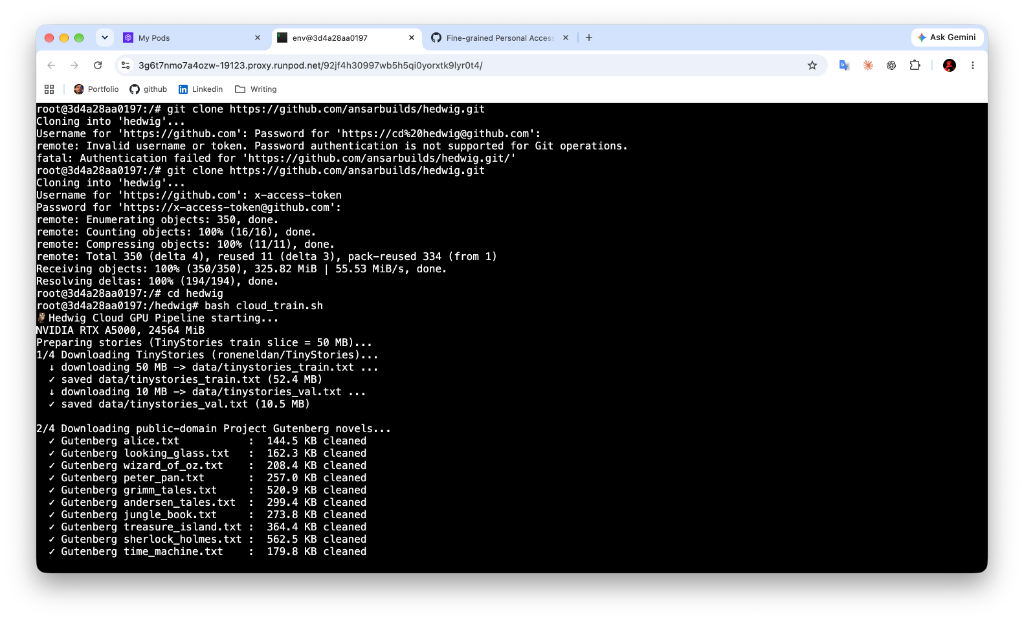 My Pods
env@3d4a28aa0197
Fine-grained Personal Access
Ask Gemini
3g6t7nmo7a4ozw-19123.proxy.runpod.net/92jf4h30997wb5h5qi0yorxtk9lyr0t4/
Portfolio
github
Linkedin
Writing
root@3d4a28aa0197:/# git clone https://github.com/ansarbuilds/hedwig.git
Cloning into 'hedwig'...
Username for 'https://github.com': Password for 'https://cd%20hedwig@github.com':
remote: Invalid username or token. Password authentication is not supported for Git operations.
fatal: Authentication failed for 'https://github.com/ansarbuilds/hedwig.git/'
root@3d4a28aa0197:/# git clone https://github.com/ansarbuilds/hedwig.git
Cloning into 'hedwig'...
Username for 'https://github.com': x-access-token
Password for 'https://x-access-token@github.com':
remote: Enumerating objects: 350, done.
remote: Counting objects: 100% (16/16), done.
remote: Compressing objects: 100% (11/11), done.
remote: Total 350 (delta 4), reused 11 (delta 3), pack-reused 334 (from 1)
Receiving objects: 100% (350/350), 325.82 MiB | 55.53 MiB/s, done.
Resolving deltas: 100% (194/194), done.
root@3d4a28aa0197:/# cd hedwig
root@3d4a28aa0197:/hedwig# bash cloud_train.sh
Hedwig Cloud GPU Pipeline starting...
NVIDIA RTX A5000, 24564 MiB
Preparing stories (TinyStories train slice = 50 MB)...
1/4 Downloading TinyStories (roneneldan/TinyStories)...
↓ downloading 50 MB -> data/tinystories_train.txt ...
✓ saved data/tinystories_train.txt (52.4 MB)
↓ downloading 10 MB -> data/tinystories_val.txt ...
✓ saved data/tinystories_val.txt (10.5 MB)
2/4 Downloading public-domain Project Gutenberg novels...
✓ Gutenberg alice.txt : 144.5 KB cleaned
✓ Gutenberg looking_glass.txt : 162.3 KB cleaned
✓ Gutenberg wizard_of_oz.txt : 208.4 KB cleaned
✓ Gutenberg peter_pan.txt : 257.0 KB cleaned
✓ Gutenberg grimm_tales.txt : 520.9 KB cleaned
✓ Gutenberg andersen_tales.txt : 299.4 KB cleaned
✓ Gutenberg jungle_book.txt : 273.8 KB cleaned
✓ Gutenberg treasure_island.txt : 364.4 KB cleaned
✓ Gutenberg sherlock_holmes.txt : 562.5 KB cleaned
✓ Gutenberg time_machine.txt : 179.8 KB cleaned